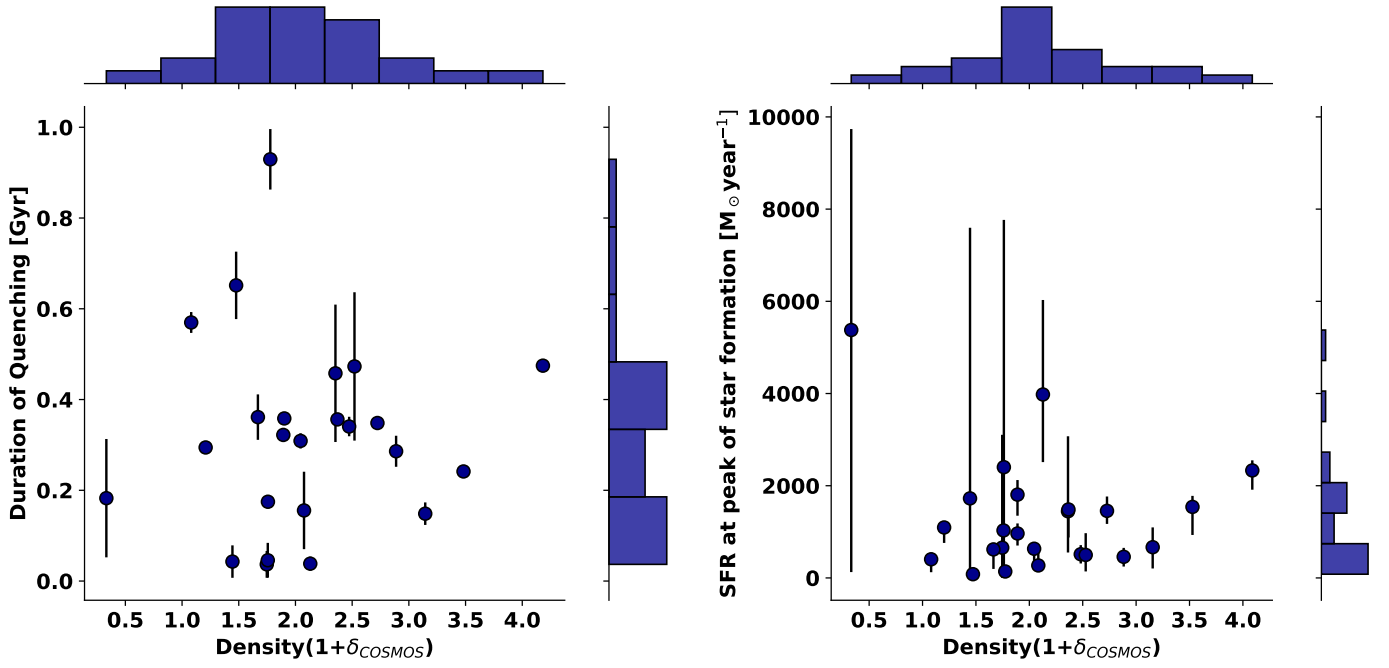 1.0
0.8
0.6
0.4
0.2
0.0
Duration of Quenching [Gyr]
0.5 1.0 1.5 2.0 2.5 3.0 3.5 4.0
Density(1+δ_COSMOS)
10000
8000
6000
4000
2000
0
SFR at peak of star formation [M⊙year⁻¹]
0.5 1.0 1.5 2.0 2.5 3.0 3.5 4.0
Density(1+δ_COSMOS)